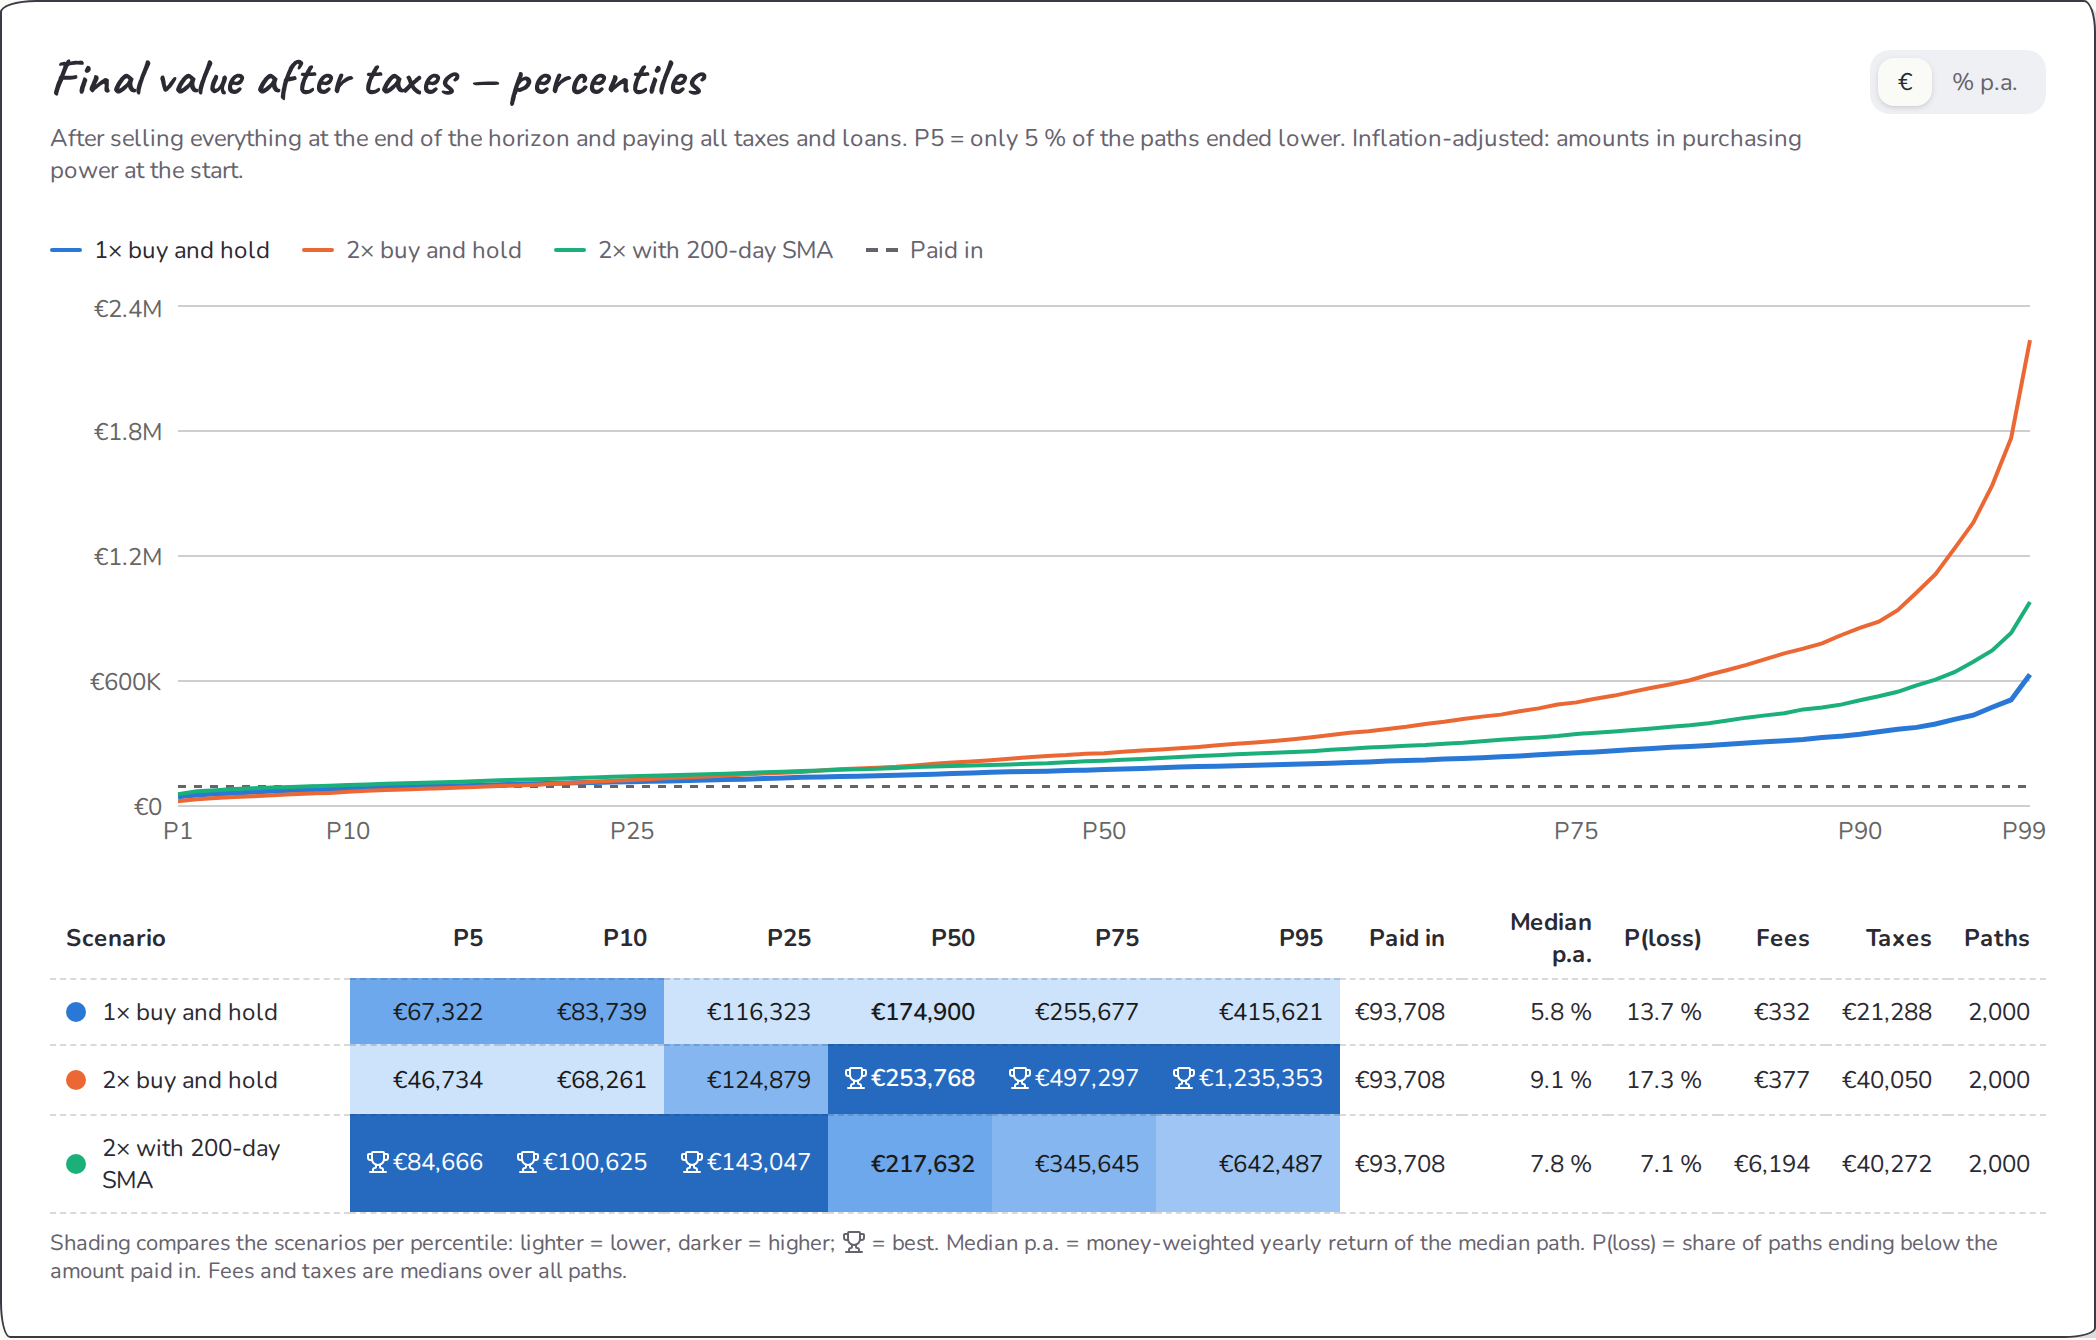 Final value after taxes – percentiles
€ % p.a.
After selling everything at the end of the horizon and paying all taxes and loans. P5 = only 5 % of the paths ended lower. Inflation-adjusted: amounts in purchasing
power at the start.
1× buy and hold 2× buy and hold 2× with 200-day SMA Paid in
€2.4M
€1.8M
€1.2M
€600K
€0
P1 P10 P25 P50 P75 P90 P99
Scenario P5 P10 P25 P50 P75 P95 Paid in Median p.a. P(loss) Fees Taxes Paths
1× buy and hold €67,322 €83,739 €116,323 €174,900 €255,677 €415,621 €93,708 5.8 % 13.7 % €332 €21,288 2,000
2× buy and hold €46,734 €68,261 €124,879 €253,768 €497,297 €1,235,353 €93,708 9.1 % 17.3 % €377 €40,050 2,000
2× with 200-day SMA €84,666 €100,625 €143,047 €217,632 €345,645 €642,487 €93,708 7.8 % 7.1 % €6,194 €40,272 2,000
Shading compares the scenarios per percentile: lighter = lower, darker = higher; = best. Median p.a. = money-weighted yearly return of the median path. P(loss) = share of paths ending below the
amount paid in. Fees and taxes are medians over all paths.